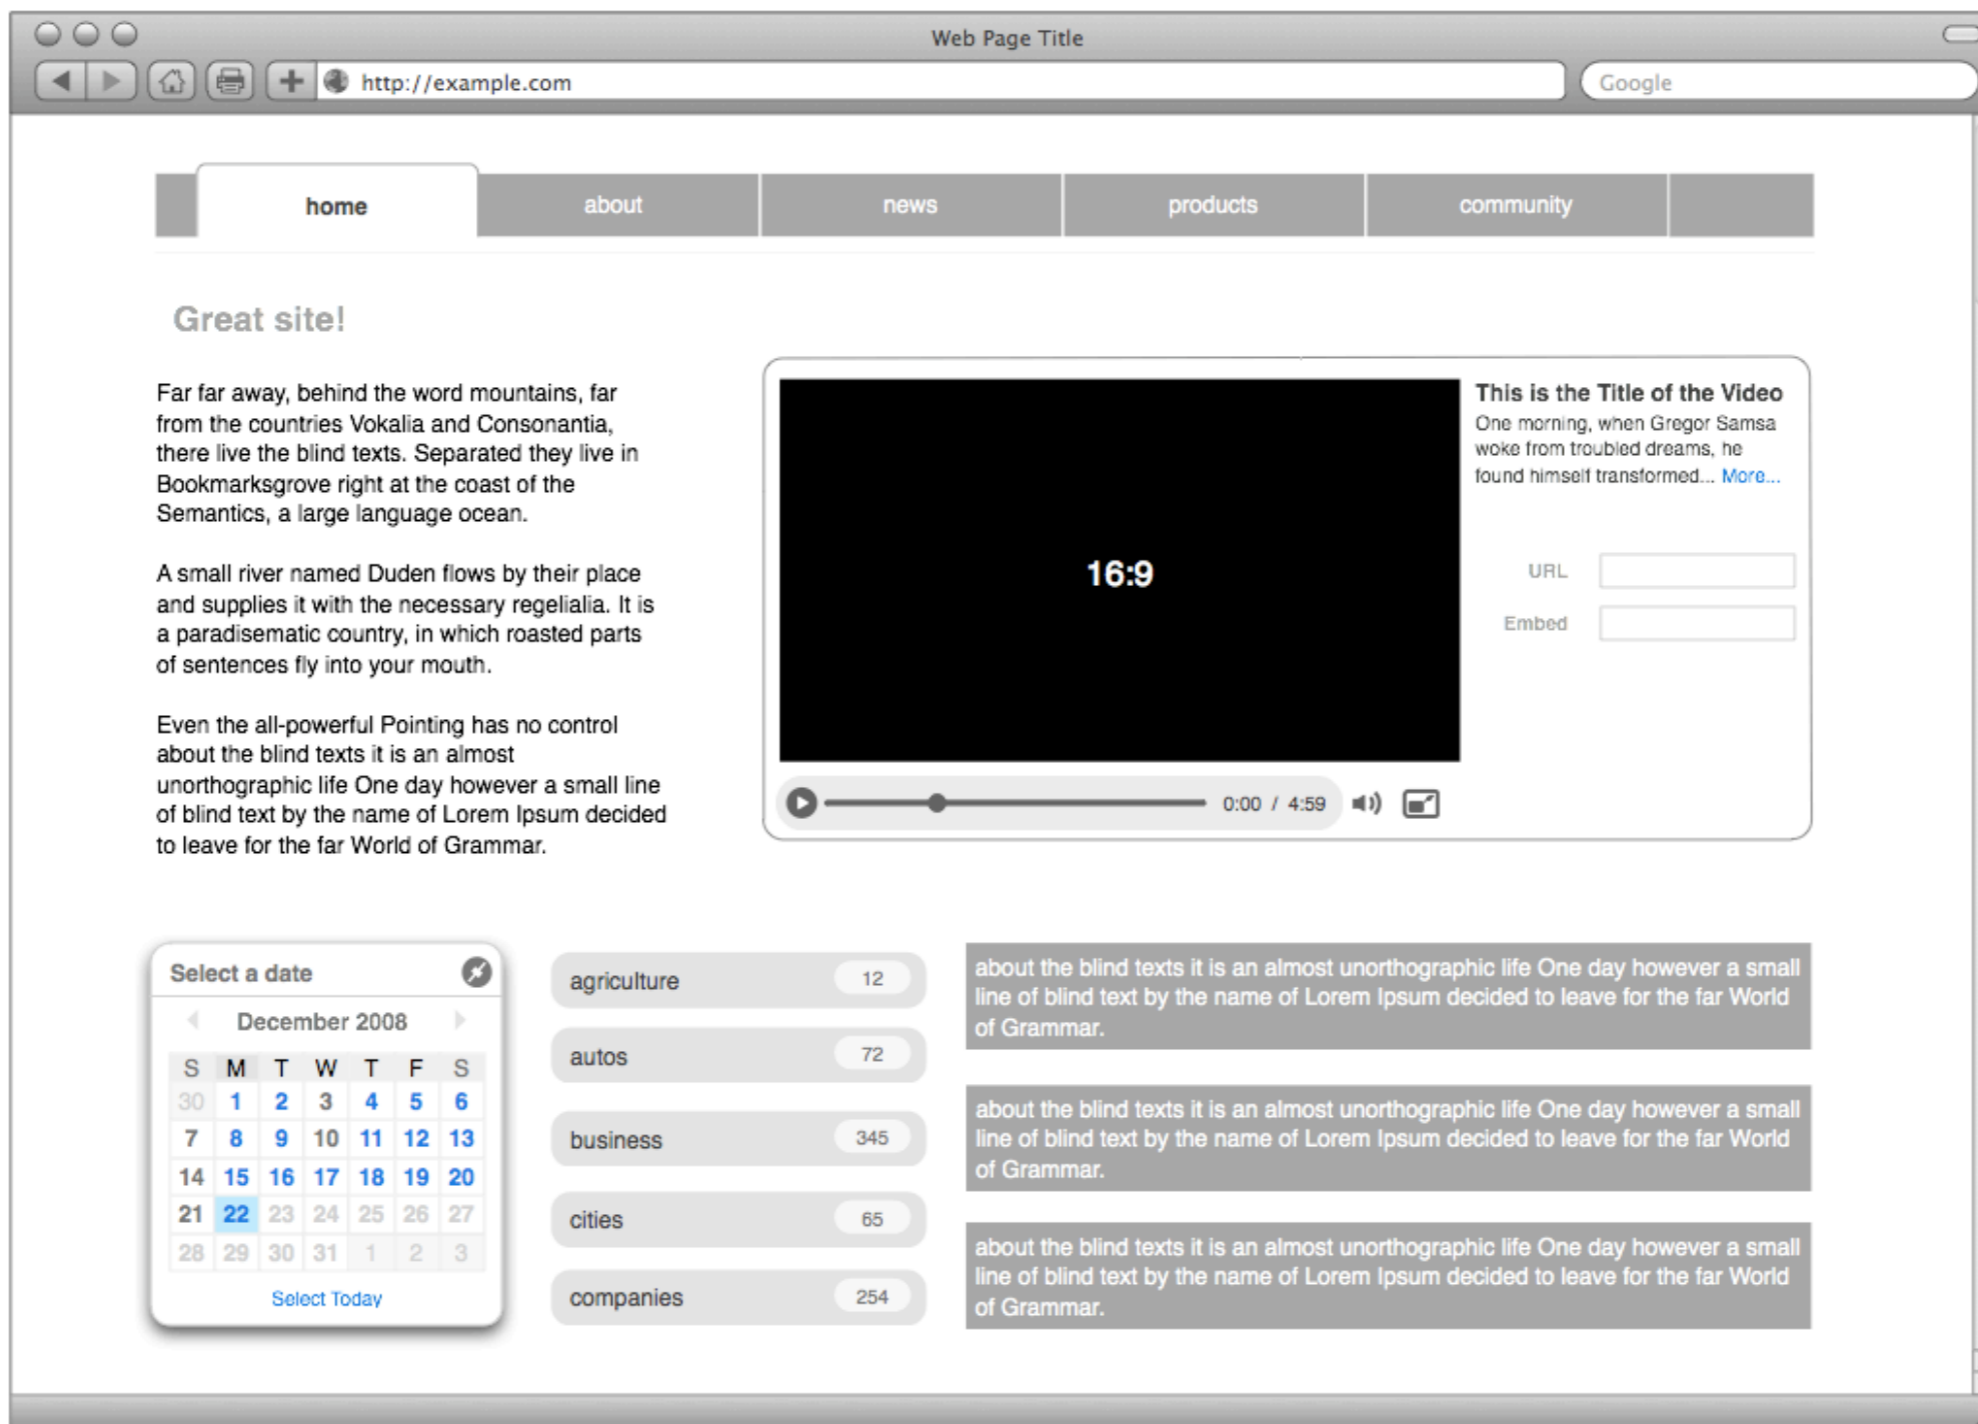 Web Page Title
http://example.com
Google
home about news products community
Great site!
Far far away, behind the word mountains, far
from the countries Vokalia and Consonantia,
there live the blind texts. Separated they live in
Bookmarksgrove right at the coast of the
Semantics, a large language ocean.
A small river named Duden flows by their place
and supplies it with the necessary regelialia. It is
a paradisematic country, in which roasted parts
of sentences fly into your mouth.
Even the all-powerful Pointing has no control
about the blind texts it is an almost
unorthographic life One day however a small line
of blind text by the name of Lorem Ipsum decided
to leave for the far World of Grammar.
16:9
0:00 / 4:59
This is the Title of the Video
One morning, when Gregor Samsa
woke from troubled dreams, he
found himself transformed... More...
URL
Embed
Select a date
December 2008
S M T W T F S
30 1 2 3 4 5 6
7 8 9 10 11 12 13
14 15 16 17 18 19 20
21 22 23 24 25 26 27
28 29 30 31 1 2 3
Select Today
agriculture 12
autos 72
business 345
cities 65
companies 254
about the blind texts it is an almost unorthographic life One day however a small
line of blind text by the name of Lorem Ipsum decided to leave for the far World
of Grammar.
about the blind texts it is an almost unorthographic life One day however a small
line of blind text by the name of Lorem Ipsum decided to leave for the far World
of Grammar.
about the blind texts it is an almost unorthographic life One day however a small
line of blind text by the name of Lorem Ipsum decided to leave for the far World
of Grammar.